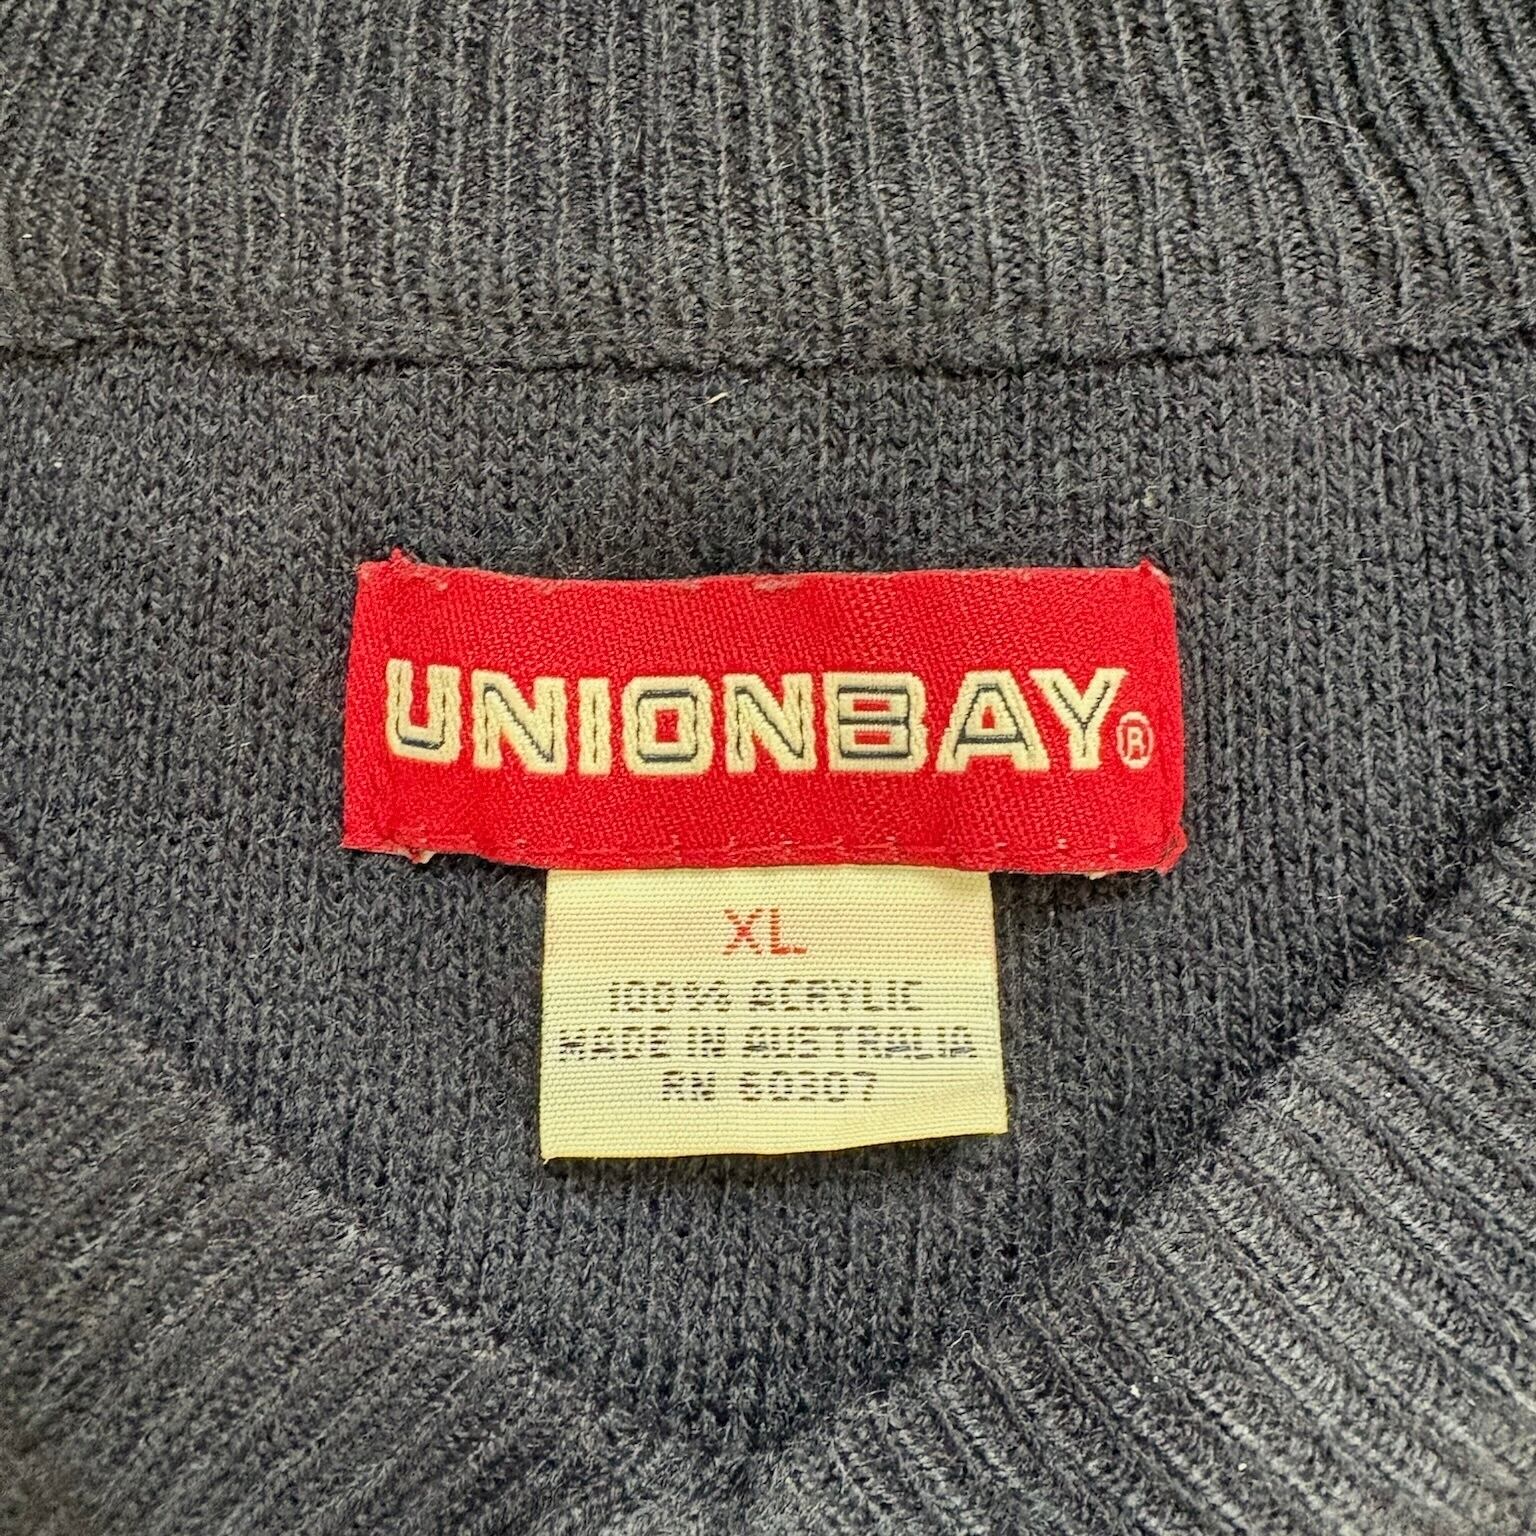 UNIONBAY®
XL
100% ACRYLIC
MADE IN AUSTRALIA
RN 60307